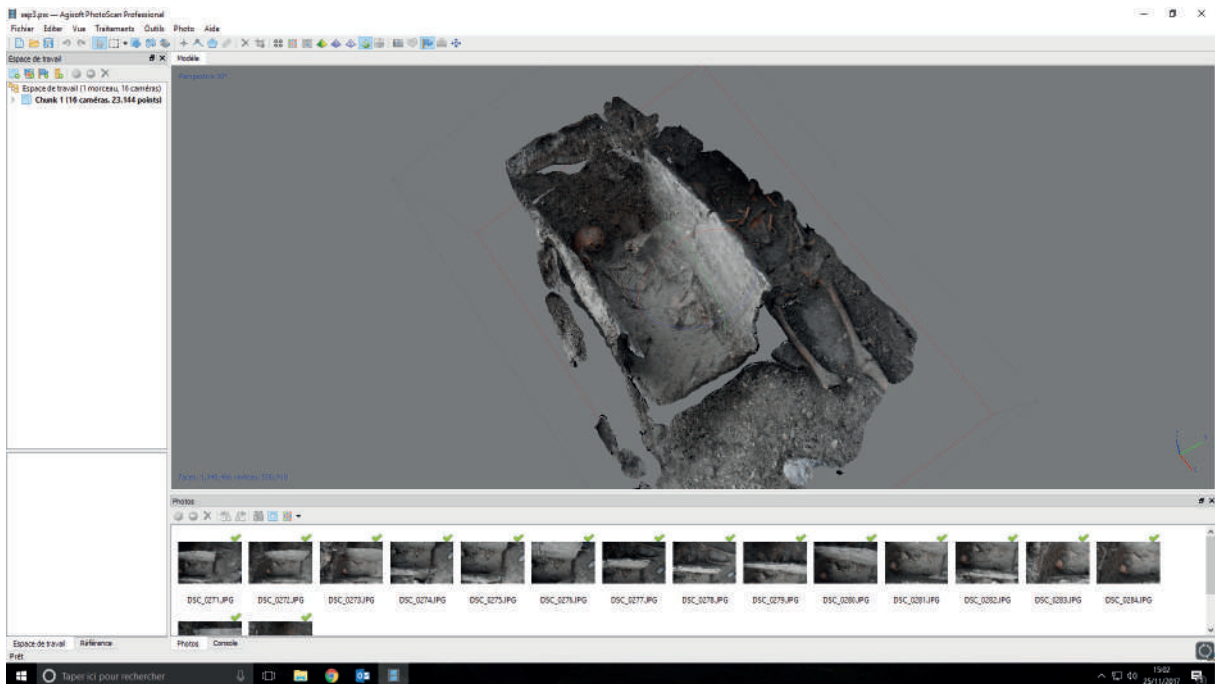 sep3.psx — Agisoft PhotoScan Professional
Fichier Editer Vue Traitements Outils Photo Aide
Espace de travail
Modèle
Perspective 30°
Espace de travail (1 morceau, 16 caméras)
Chunk 1 (16 caméras, 23,144 points)
Photos
DSC_0271.JPG DSC_0272.JPG DSC_0273.JPG DSC_0274.JPG DSC_0275.JPG DSC_0276.JPG DSC_0277.JPG DSC_0278.JPG DSC_0279.JPG DSC_0280.JPG DSC_0281.JPG DSC_0282.JPG DSC_0283.JPG DSC_0284.JPG
Espace de travail Référence
Photos Console
Prêt
Taper ici pour rechercher
15:02
25/11/2017